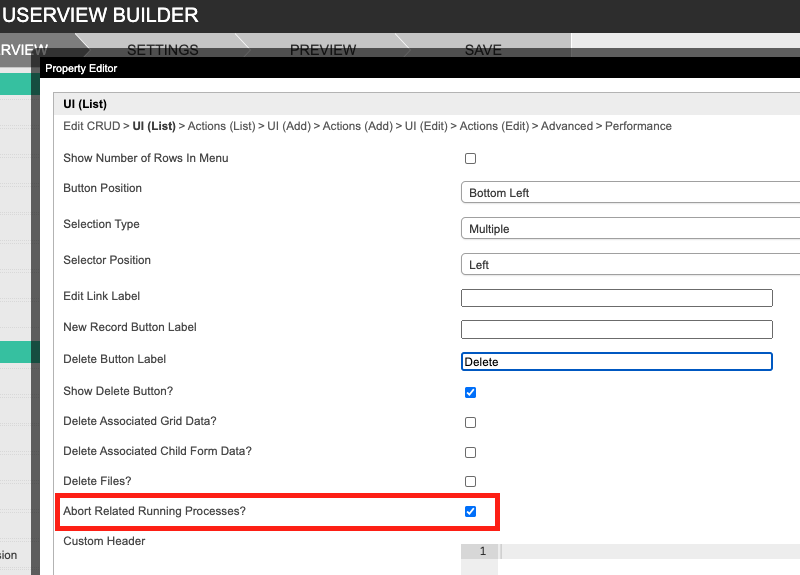 USERVIEW BUILDER
RVIEW SETTINGS PREVIEW SAVE
Property Editor
UI (List)
Edit CRUD > UI (List) > Actions (List) > UI (Add) > Actions (Add) > UI (Edit) > Actions (Edit) > Advanced > Performance
Show Number of Rows In Menu
Button Position Bottom Left
Selection Type Multiple
Selector Position Left
Edit Link Label
New Record Button Label
Delete Button Label Delete
Show Delete Button?
Delete Associated Grid Data?
Delete Associated Child Form Data?
Delete Files?
Abort Related Running Processes?
Custom Header
1
sion